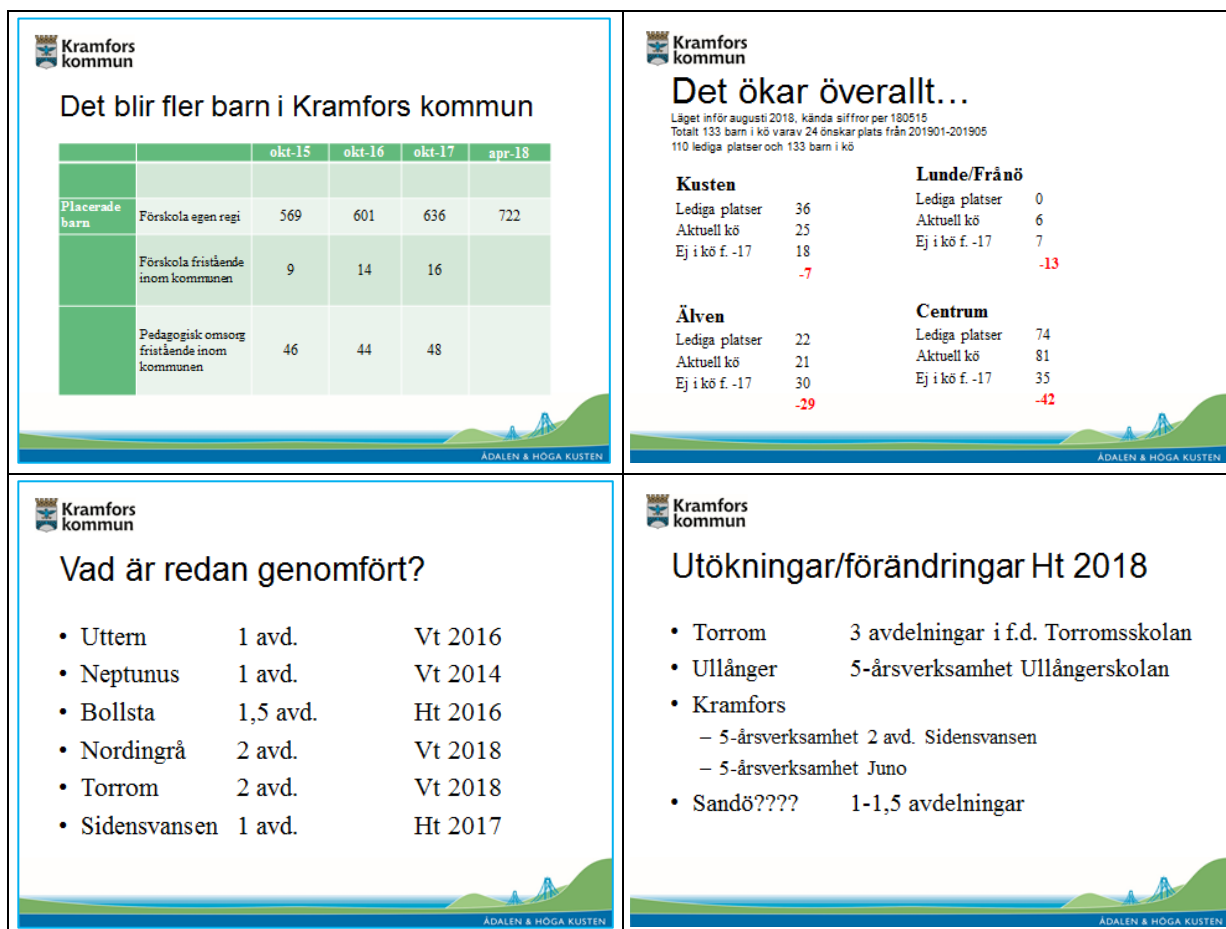 Kramfors
kommun
Det blir fler barn i Kramfors kommun
okt-15 okt-16 okt-17 apr-18
Placerade
barn
Förskola egen regi 569 601 636 722
Förskola fristående
inom kommunen
9 14 16
Pedagogisk omsorg
fristående inom
kommunen
46 44 48
ÅDALEN & HÖGA KUSTEN
Kramfors
kommun
Det ökar överallt…
Läget inför augusti 2018, kända siffror per 180515
Totalt 133 barn i kö varav 24 önskar plats från 201901-201905
110 lediga platser och 133 barn i kö
Kusten
Lediga platser 36
Aktuell kö 25
Ej i kö f. -17 18
-7
Lunde/Frånö
Lediga platser 0
Aktuell kö 6
Ej i kö f. -17 7
-13
Älven
Lediga platser 22
Aktuell kö 21
Ej i kö f. -17 30
-29
Centrum
Lediga platser 74
Aktuell kö 81
Ej i kö f. -17 35
-42
ÅDALEN & HÖGA KUSTEN
Kramfors
kommun
Vad är redan genomfört?
• Uttern 1 avd. Vt 2016
• Neptunus 1 avd. Vt 2014
• Bollsta 1,5 avd. Ht 2016
• Nordingrå 2 avd. Vt 2018
• Torrom 2 avd. Vt 2018
• Sidensvansen 1 avd. Ht 2017
ÅDALEN & HÖGA KUSTEN
Kramfors
kommun
Utökningar/förändringar Ht 2018
• Torrom 3 avdelningar i f.d. Torromsskolan
• Ullånger 5-årsverksamhet Ullångerskolan
• Kramfors
– 5-årsverksamhet 2 avd. Sidensvansen
– 5-årsverksamhet Juno
• Sandö???? 1-1,5 avdelningar
ÅDALEN & HÖGA KUSTEN